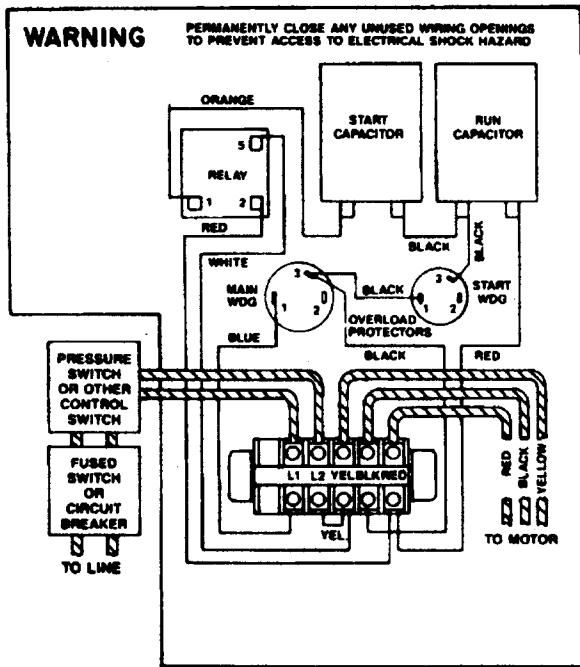 WARNING
PERMANENTLY CLOSE ANY UNUSED WIRING OPENINGS
TO PREVENT ACCESS TO ELECTRICAL SHOCK HAZARD
ORANGE
START
CAPACITOR
RUN
CAPACITOR
5
RELAY
1
2
RED
WHITE
BLACK
BLACK
MAIN
WDG
3
1
2
BLACK
3
1
2
START
WDG
OVERLOAD
PROTECTORS
BLUE
BLACK
RED
PRESSURE
SWITCH
OR OTHER
CONTROL
SWITCH
FUSED
SWITCH
OR
CIRCUIT
BREAKER
TO LINE
L1 L2 YEL BLK RED
YEL.
RED
BLACK
YELLOW
TO MOTOR